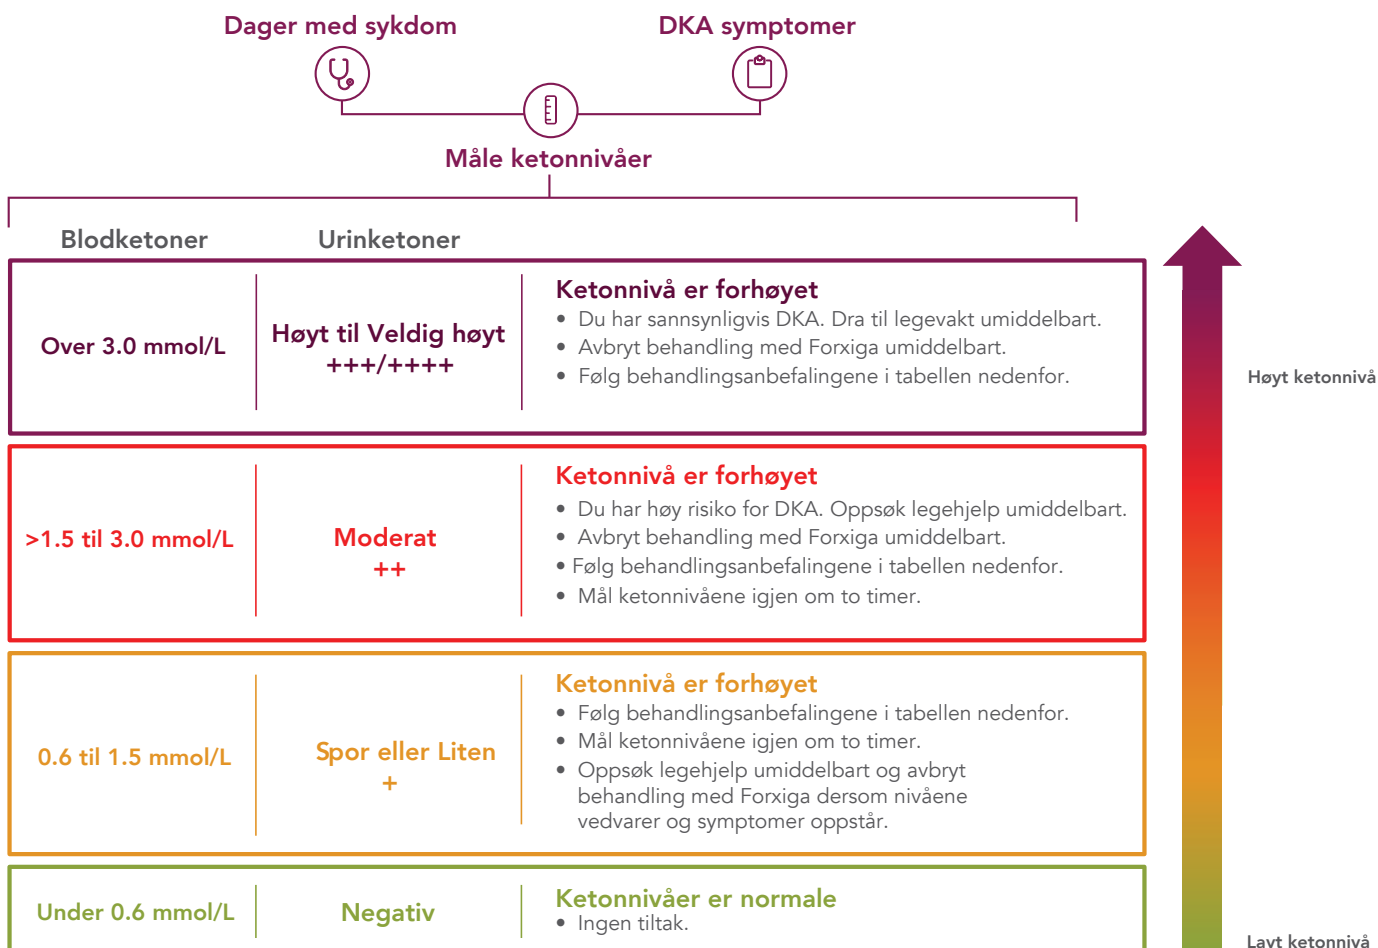 Dager med sykdom
DKA symptomer
Måle ketonnivåer
Blodketoner
Urinketoner
Over 3.0 mmol/L
Høyt til Veldig høyt
+++/++++
Ketonnivå er forhøyet
• Du har sannsynligvis DKA. Dra til legevakt umiddelbart.
• Avbryt behandling med Forxiga umiddelbart.
• Følg behandlingsanbefalingene i tabellen nedenfor.
Høyt ketonnivå
>1.5 til 3.0 mmol/L
Moderat
++
Ketonnivå er forhøyet
• Du har høy risiko for DKA. Oppsøk legehjelp umiddelbart.
• Avbryt behandling med Forxiga umiddelbart.
• Følg behandlingsanbefalingene i tabellen nedenfor.
• Mål ketonnivåene igjen om to timer.
0.6 til 1.5 mmol/L
Spor eller Liten
+
Ketonnivå er forhøyet
• Følg behandlingsanbefalingene i tabellen nedenfor.
• Mål ketonnivåene igjen om to timer.
• Oppsøk legehjelp umiddelbart og avbryt
behandling med Forxiga dersom nivåene
vedvarer og symptomer oppstår.
Under 0.6 mmol/L
Negativ
Ketonnivåer er normale
• Ingen tiltak.
Lavt ketonnivå